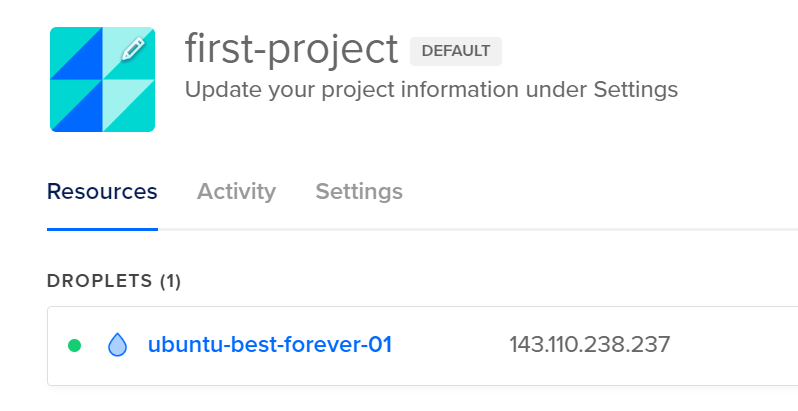 first-project DEFAULT
Update your project information under Settings
Resources Activity Settings
DROPLETS (1)
ubuntu-best-forever-01 143.110.238.237